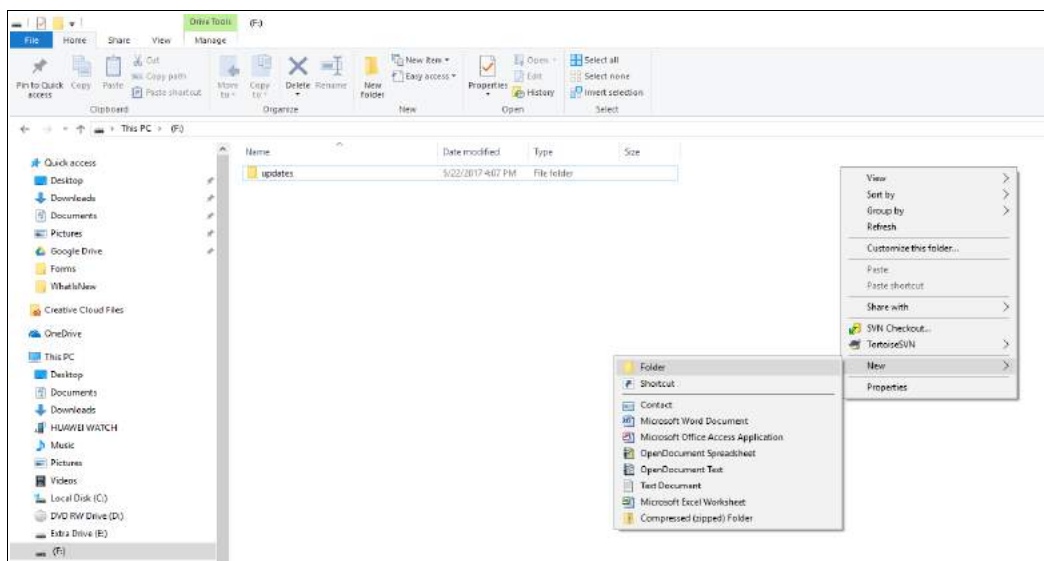 Drive Tools (F:)
File Home Share View Manage
Pin to Quick access
Copy
Paste
Cut
Copy path
Paste shortcut
Clipboard
Move to
Copy to
Delete
Rename
Organize
New folder
New item
Easy access
New
Properties
Open
Edit
History
Open
Select all
Select none
Invert selection
Select
This PC > (F:)
Name Date modified Type Size
updates 5/22/2017 4:07 PM File folder
Quick access
Desktop
Downloads
Documents
Pictures
Google Drive
Forms
WhatIsNew
Creative Cloud Files
OneDrive
This PC
Desktop
Documents
Downloads
HUAWEI WATCH
Music
Pictures
Videos
Local Disk (C:)
DVD RW Drive (D:)
Extra Drive (E:)
(F:)
View
Sort by
Group by
Refresh
Customize this folder...
Paste
Paste shortcut
Share with
SVN Checkout...
TortoiseSVN
New
Properties
Folder
Shortcut
Contact
Microsoft Word Document
Microsoft Office Access Application
OpenDocument Spreadsheet
OpenDocument Text
Text Document
Microsoft Excel Worksheet
Compressed (zipped) Folder